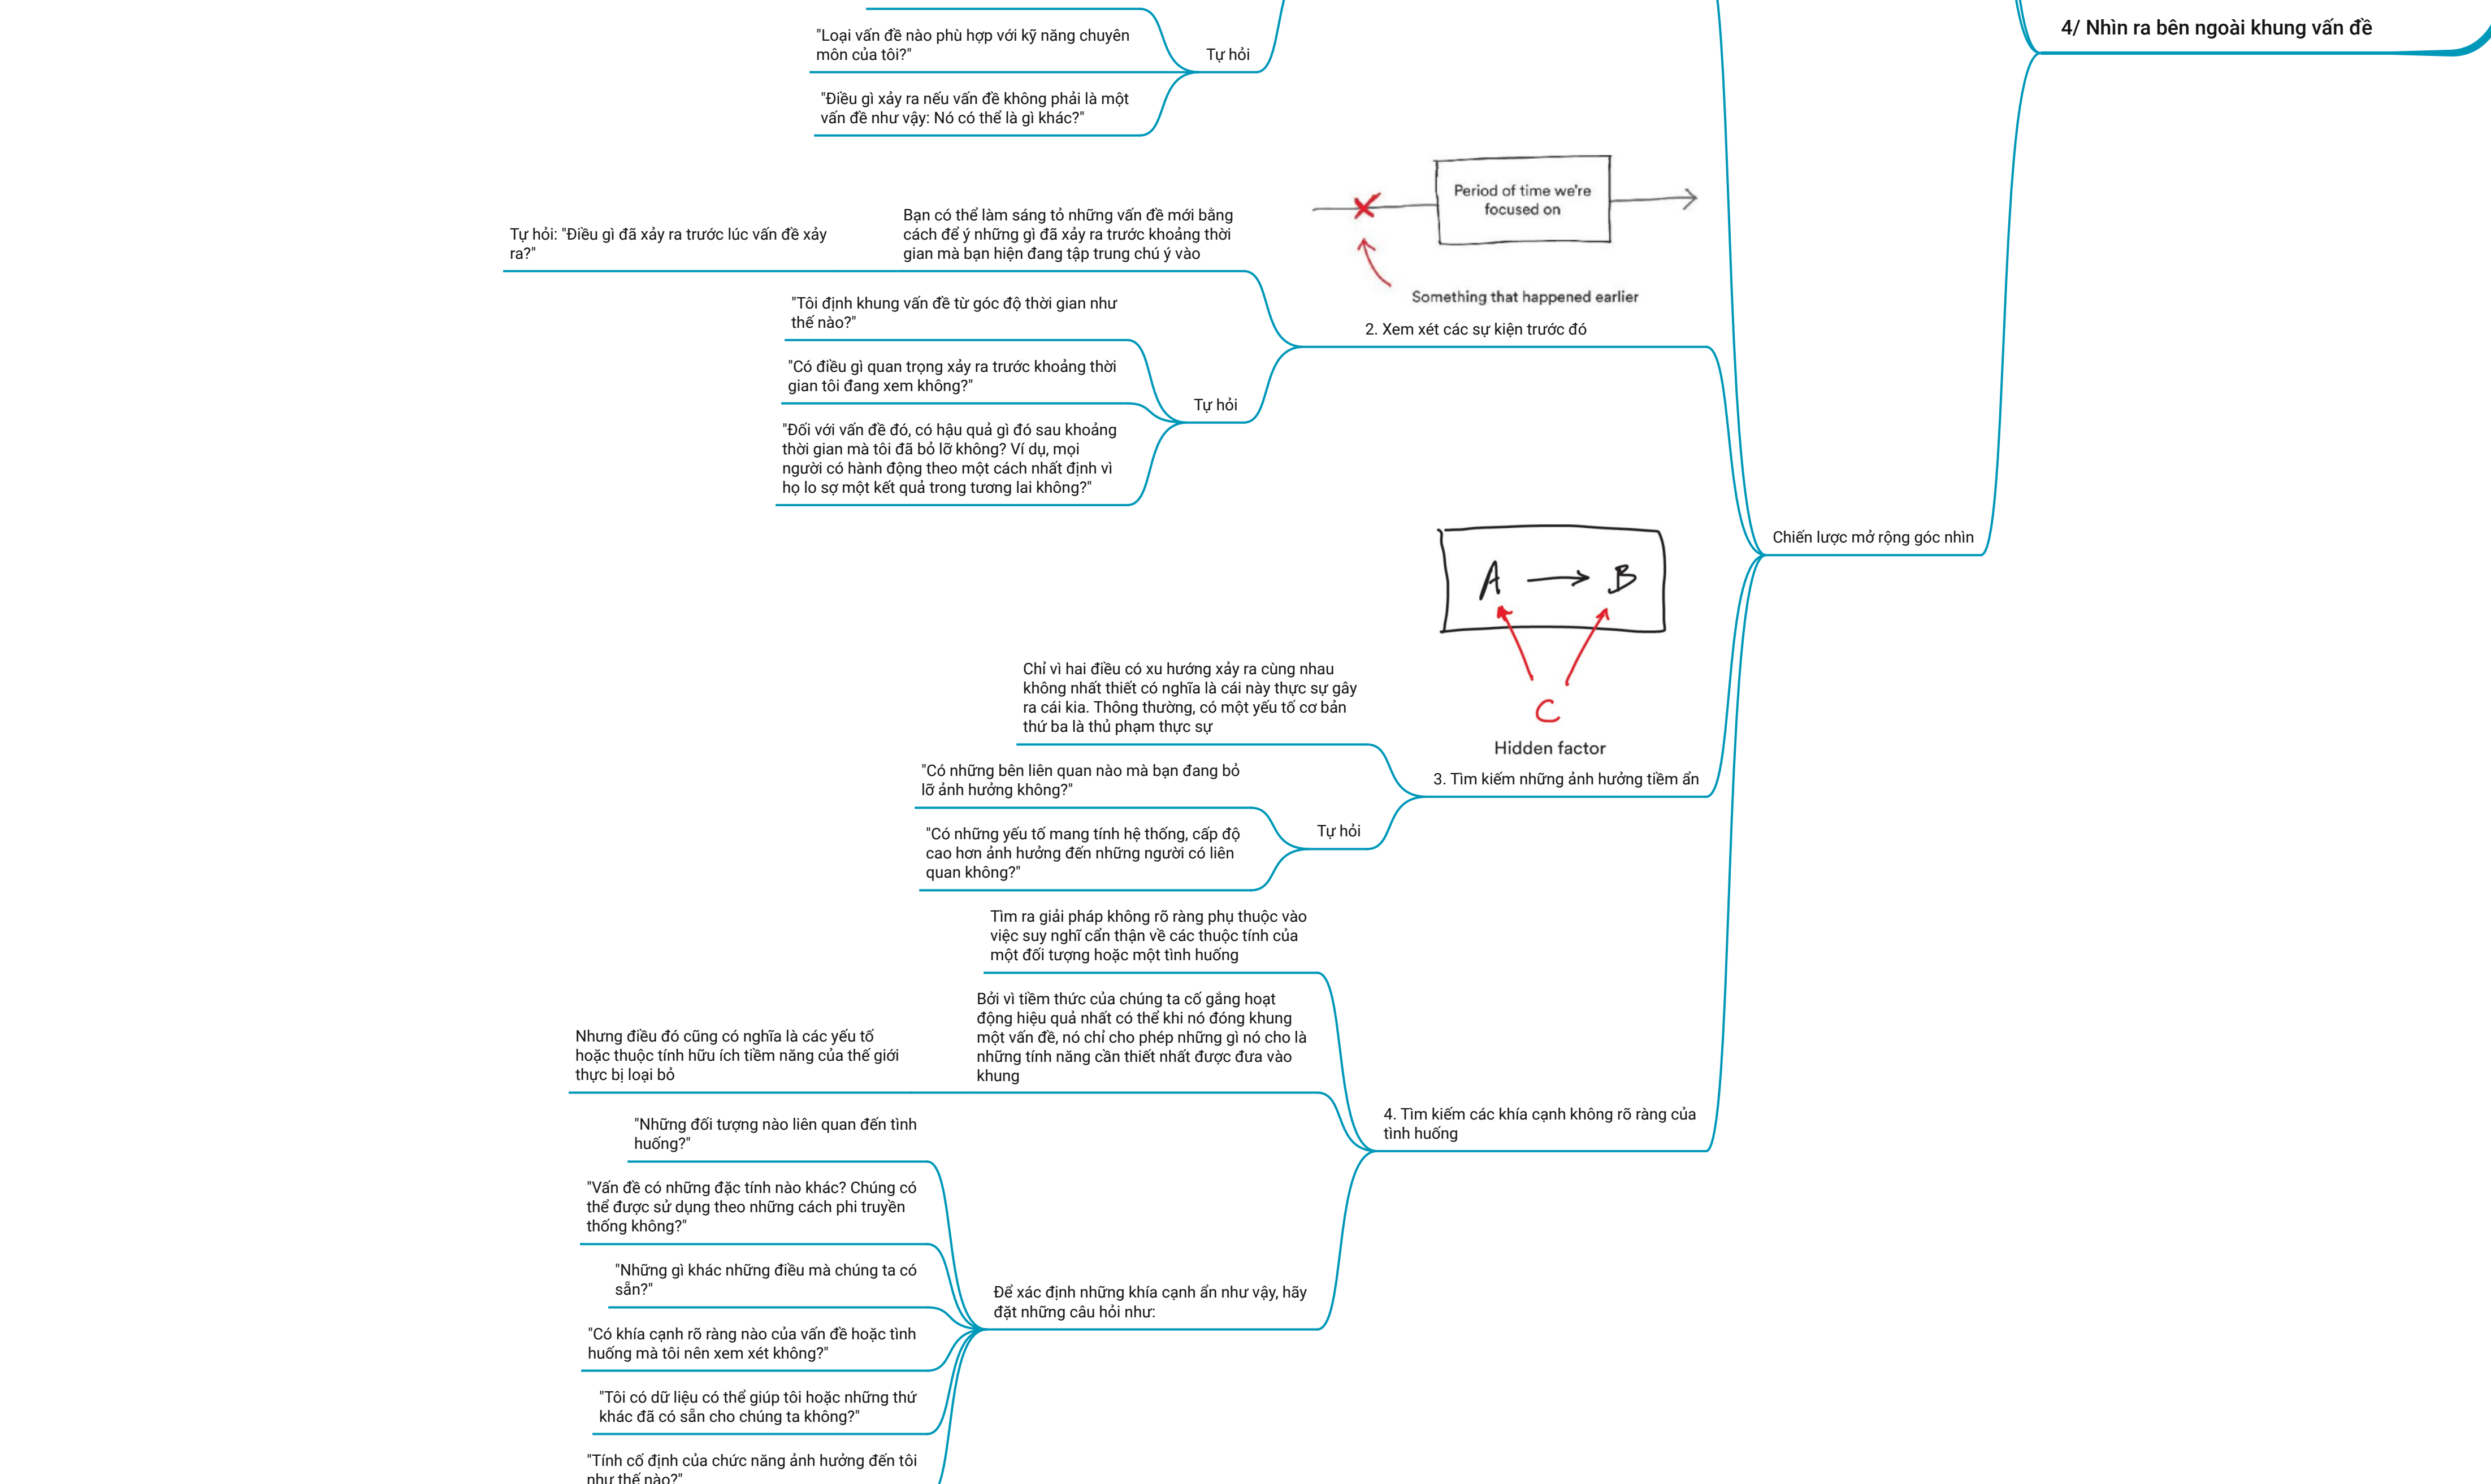 4/ Nhìn ra bên ngoài khung vấn đề
Chiến lược mở rộng góc nhìn
"Loại vấn đề nào phù hợp với kỹ năng chuyên
môn của tôi?"
Tự hỏi
"Điều gì xảy ra nếu vấn đề không phải là một
vấn đề như vậy: Nó có thể là gì khác?"
Period of time we're
focused on
Something that happened earlier
2. Xem xét các sự kiện trước đó
Bạn có thể làm sáng tỏ những vấn đề mới bằng
cách để ý những gì đã xảy ra trước khoảng thời
gian mà bạn hiện đang tập trung chú ý vào
Tự hỏi: "Điều gì đã xảy ra trước lúc vấn đề xảy
ra?"
Tự hỏi
"Tôi định khung vấn đề từ góc độ thời gian như
thế nào?"
"Có điều gì quan trọng xảy ra trước khoảng thời
gian tôi đang xem không?"
"Đối với vấn đề đó, có hậu quả gì đó sau khoảng
thời gian mà tôi đã bỏ lỡ không? Ví dụ, mọi
người có hành động theo một cách nhất định vì
họ lo sợ một kết quả trong tương lai không?"
A → B
C
Hidden factor
3. Tìm kiếm những ảnh hưởng tiềm ẩn
Chỉ vì hai điều có xu hướng xảy ra cùng nhau
không nhất thiết có nghĩa là cái này thực sự gây
ra cái kia. Thông thường, có một yếu tố cơ bản
thứ ba là thủ phạm thực sự
Tự hỏi
"Có những bên liên quan nào mà bạn đang bỏ
lỡ ảnh hưởng không?"
"Có những yếu tố mang tính hệ thống, cấp độ
cao hơn ảnh hưởng đến những người có liên
quan không?"
4. Tìm kiếm các khía cạnh không rõ ràng của
tình huống
Tìm ra giải pháp không rõ ràng phụ thuộc vào
việc suy nghĩ cẩn thận về các thuộc tính của
một đối tượng hoặc một tình huống
Bởi vì tiềm thức của chúng ta cố gắng hoạt
động hiệu quả nhất có thể khi nó đóng khung
một vấn đề, nó chỉ cho phép những gì nó cho là
những tính năng cần thiết nhất được đưa vào
khung
Nhưng điều đó cũng có nghĩa là các yếu tố
hoặc thuộc tính hữu ích tiềm năng của thế giới
thực bị loại bỏ
Để xác định những khía cạnh ẩn như vậy, hãy
đặt những câu hỏi như:
"Những đối tượng nào liên quan đến tình
huống?"
"Vấn đề có những đặc tính nào khác? Chúng có
thể được sử dụng theo những cách phi truyền
thống không?"
"Những gì khác những điều mà chúng ta có
sẵn?"
"Có khía cạnh rõ ràng nào của vấn đề hoặc tình
huống mà tôi nên xem xét không?"
"Tôi có dữ liệu có thể giúp tôi hoặc những thứ
khác đã có sẵn cho chúng ta không?"
"Tính cố định của chức năng ảnh hưởng đến tôi
như thế nào?"